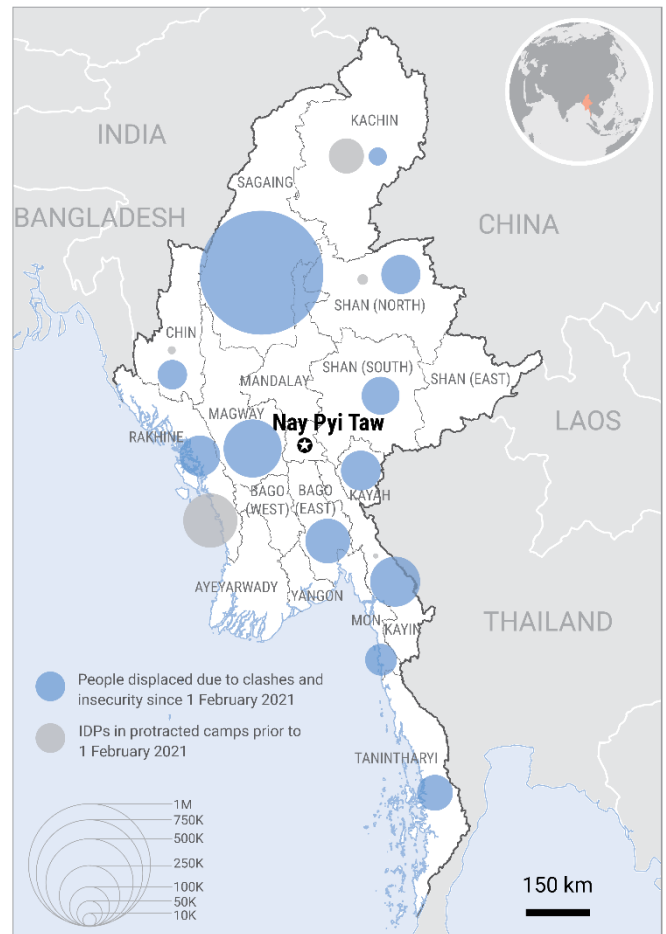 KACHIN
INDIA
SAGAING
BANGLADESH
CHINA
SHAN (NORTH)
CHIN
SHAN (SOUTH)
MANDALAY
SHAN (EAST)
MAGWAY
Nay Pyi Taw
LAOS
RAKHINE
BAGO
(WEST)
BAGO
(EAST)
KAYAH
AYEYARWADY
YANGON
MON
KAYIN
THAILAND
People displaced due to clashes and
insecurity since 1 February 2021
IDPs in protracted camps prior to
1 February 2021
TANINTHARYI
1M
750K
500K
250K
100K
50K
10K
150 km